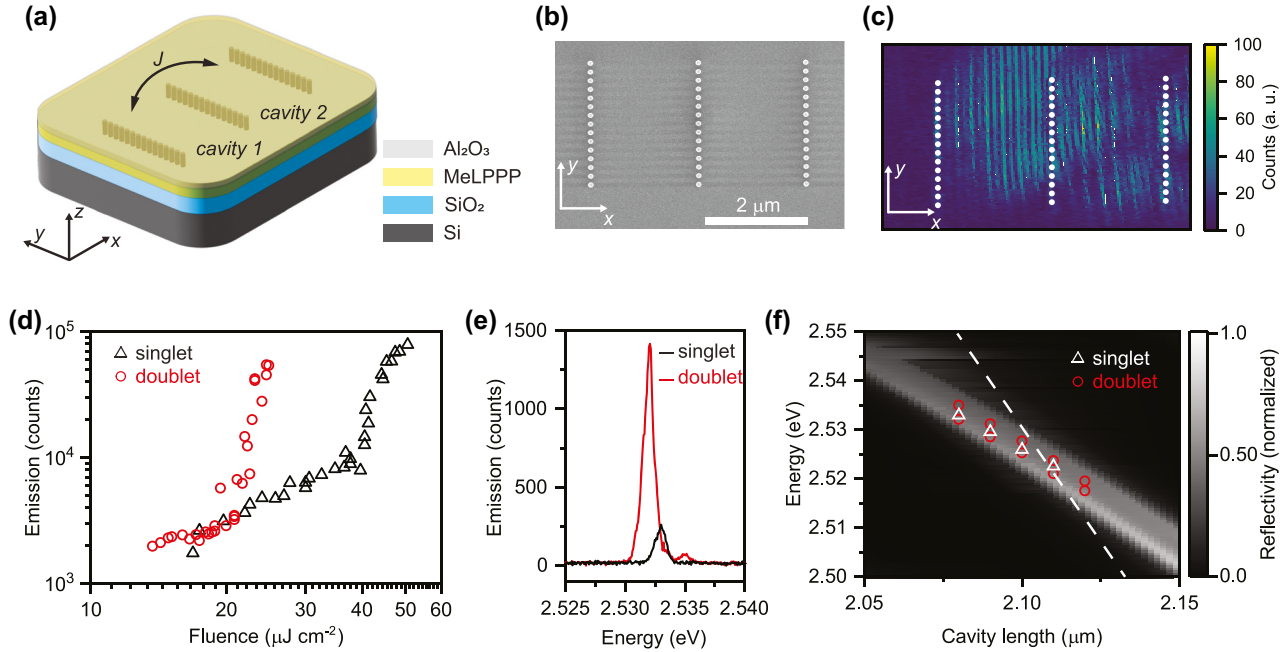 (a)
J
cavity 2
cavity 1
z
y
x
Al₂O₃
MeLPPP
SiO₂
Si
(b)
y
x
2 μm
(c)
y
x
100
80
60
40
20
0
Counts (a. u.)
(d)
10⁵
10⁴
10³
Emission (counts)
singlet
doublet
10
20
30
40
50
60
Fluence (μJ cm⁻²)
(e)
1500
1000
500
0
Emission (counts)
singlet
doublet
2.525
2.530
2.535
2.540
Energy (eV)
(f)
2.55
2.54
2.53
2.52
2.51
2.50
Energy (eV)
singlet
doublet
2.05
2.10
2.15
Cavity length (μm)
1.0
0.50
0.0
Reflectivity (normalized)